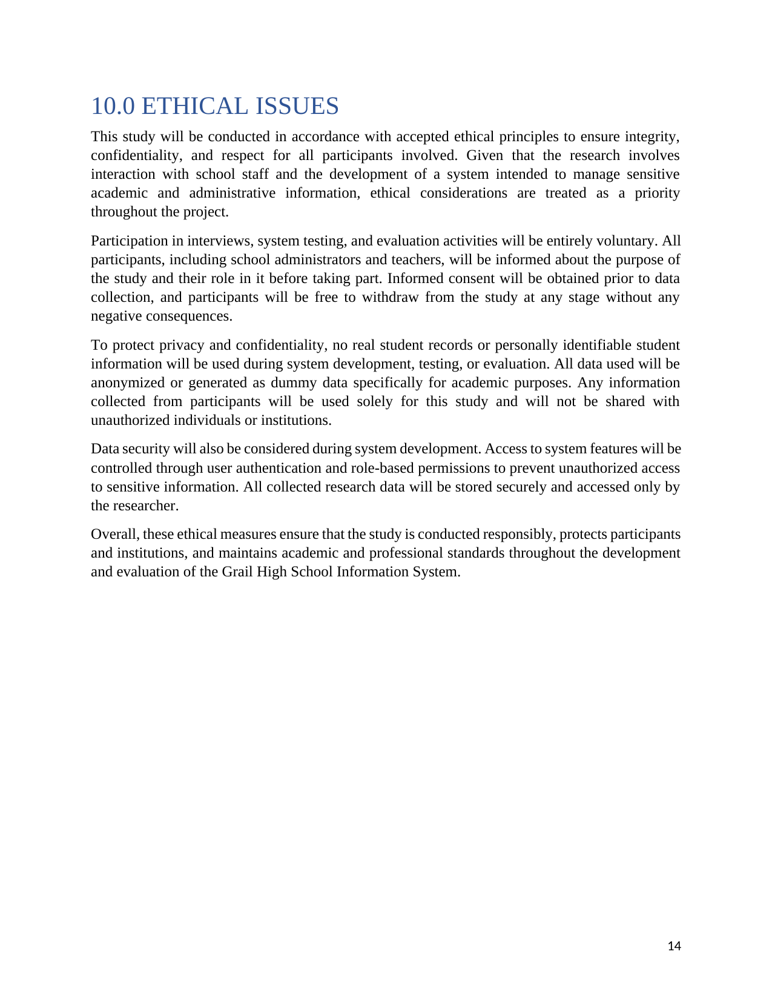 10.0 ETHICAL ISSUES
This study will be conducted in accordance with accepted ethical principles to ensure integrity,
confidentiality, and respect for all participants involved. Given that the research involves
interaction with school staff and the development of a system intended to manage sensitive
academic and administrative information, ethical considerations are treated as a priority
throughout the project.
Participation in interviews, system testing, and evaluation activities will be entirely voluntary. All
participants, including school administrators and teachers, will be informed about the purpose of
the study and their role in it before taking part. Informed consent will be obtained prior to data
collection, and participants will be free to withdraw from the study at any stage without any
negative consequences.
To protect privacy and confidentiality, no real student records or personally identifiable student
information will be used during system development, testing, or evaluation. All data used will be
anonymized or generated as dummy data specifically for academic purposes. Any information
collected from participants will be used solely for this study and will not be shared with
unauthorized individuals or institutions.
Data security will also be considered during system development. Access to system features will be
controlled through user authentication and role-based permissions to prevent unauthorized access
to sensitive information. All collected research data will be stored securely and accessed only by
the researcher.
Overall, these ethical measures ensure that the study is conducted responsibly, protects participants
and institutions, and maintains academic and professional standards throughout the development
and evaluation of the Grail High School Information System.
14